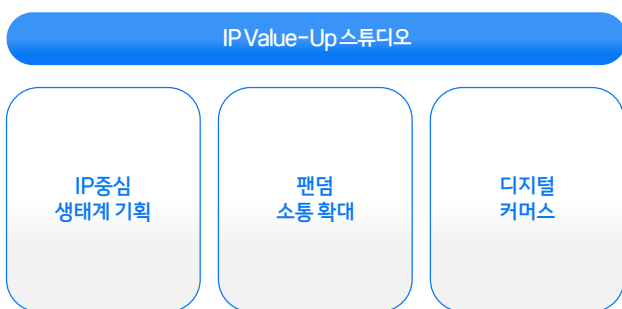 IP Value-Up 스튜디오
IP중심
생태계 기획
팬덤
소통 확대
디지털
커머스